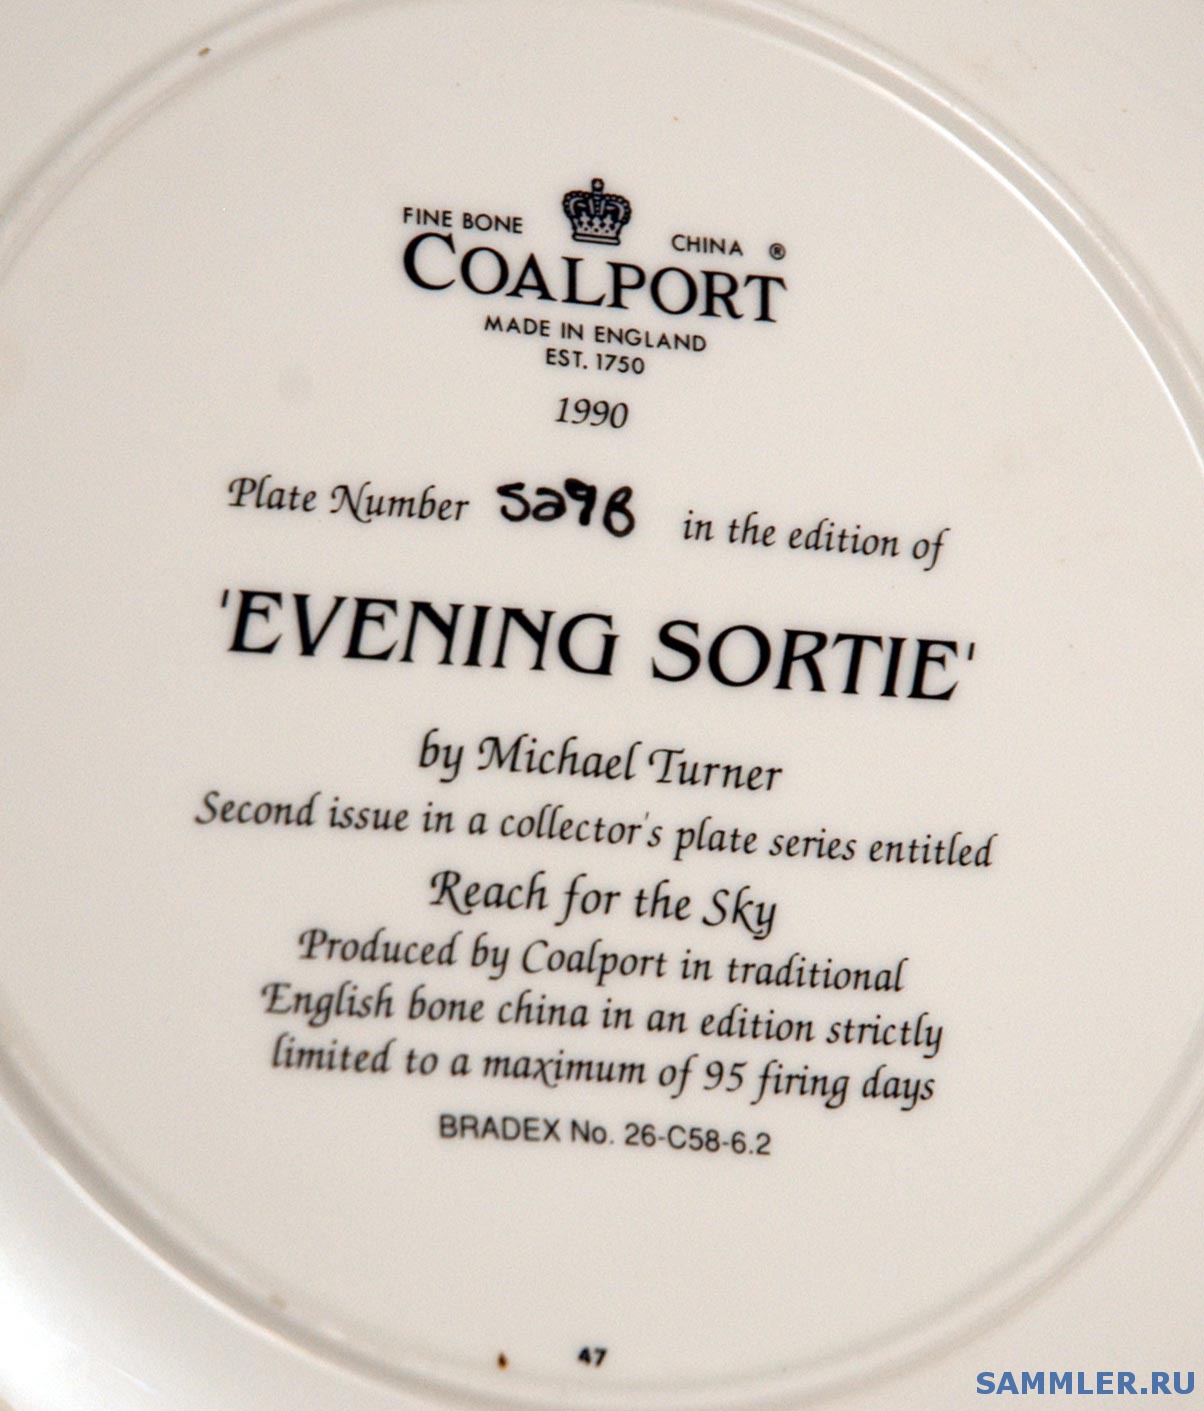 FINE BONE CHINA ®
COALPORT
MADE IN ENGLAND
EST. 1750
1990
Plate Number 5297B in the edition of
'EVENING SORTIE'
by Michael Turner
Second issue in a collector's plate series entitled
Reach for the Sky
Produced by Coalport in traditional
English bone china in an edition strictly
limited to a maximum of 95 firing days
BRADEX No. 26-C58-6.2
47
SAMMLER.RU